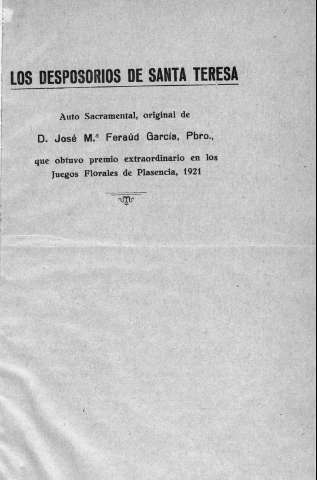 LOS DESPOSORIOS DE SANTA TERESA
Auto Sacramental, original de
D. José M.ª Feraúd García, Pbro.,
que obtuvo premio extraordinario en los
Juegos Florales de Plasencia, 1921